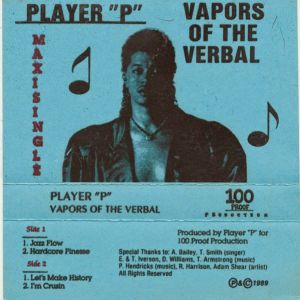 PLAYER "P"
VAPORS
OF THE
VERBAL
MAXISINGLE
PLAYER "P"
VAPORS OF THE VERBAL
100
PROOF
PRODUCTION
Side 1
1. Jazz Flow
2. Hardcore Finesse
Side 2
1. Let's Make History
2. I'm Crusin
Produced by Player "P" for
100 Proof Production
Special Thanks to: A. Bailey, T. Smith (singer)
E. & T. Iverson, D. Williams, T. Armstrong (music)
P. Hendricks (music), R. Harrison, Adam Shear (artist)
All Rights Reserved
℗&©1989